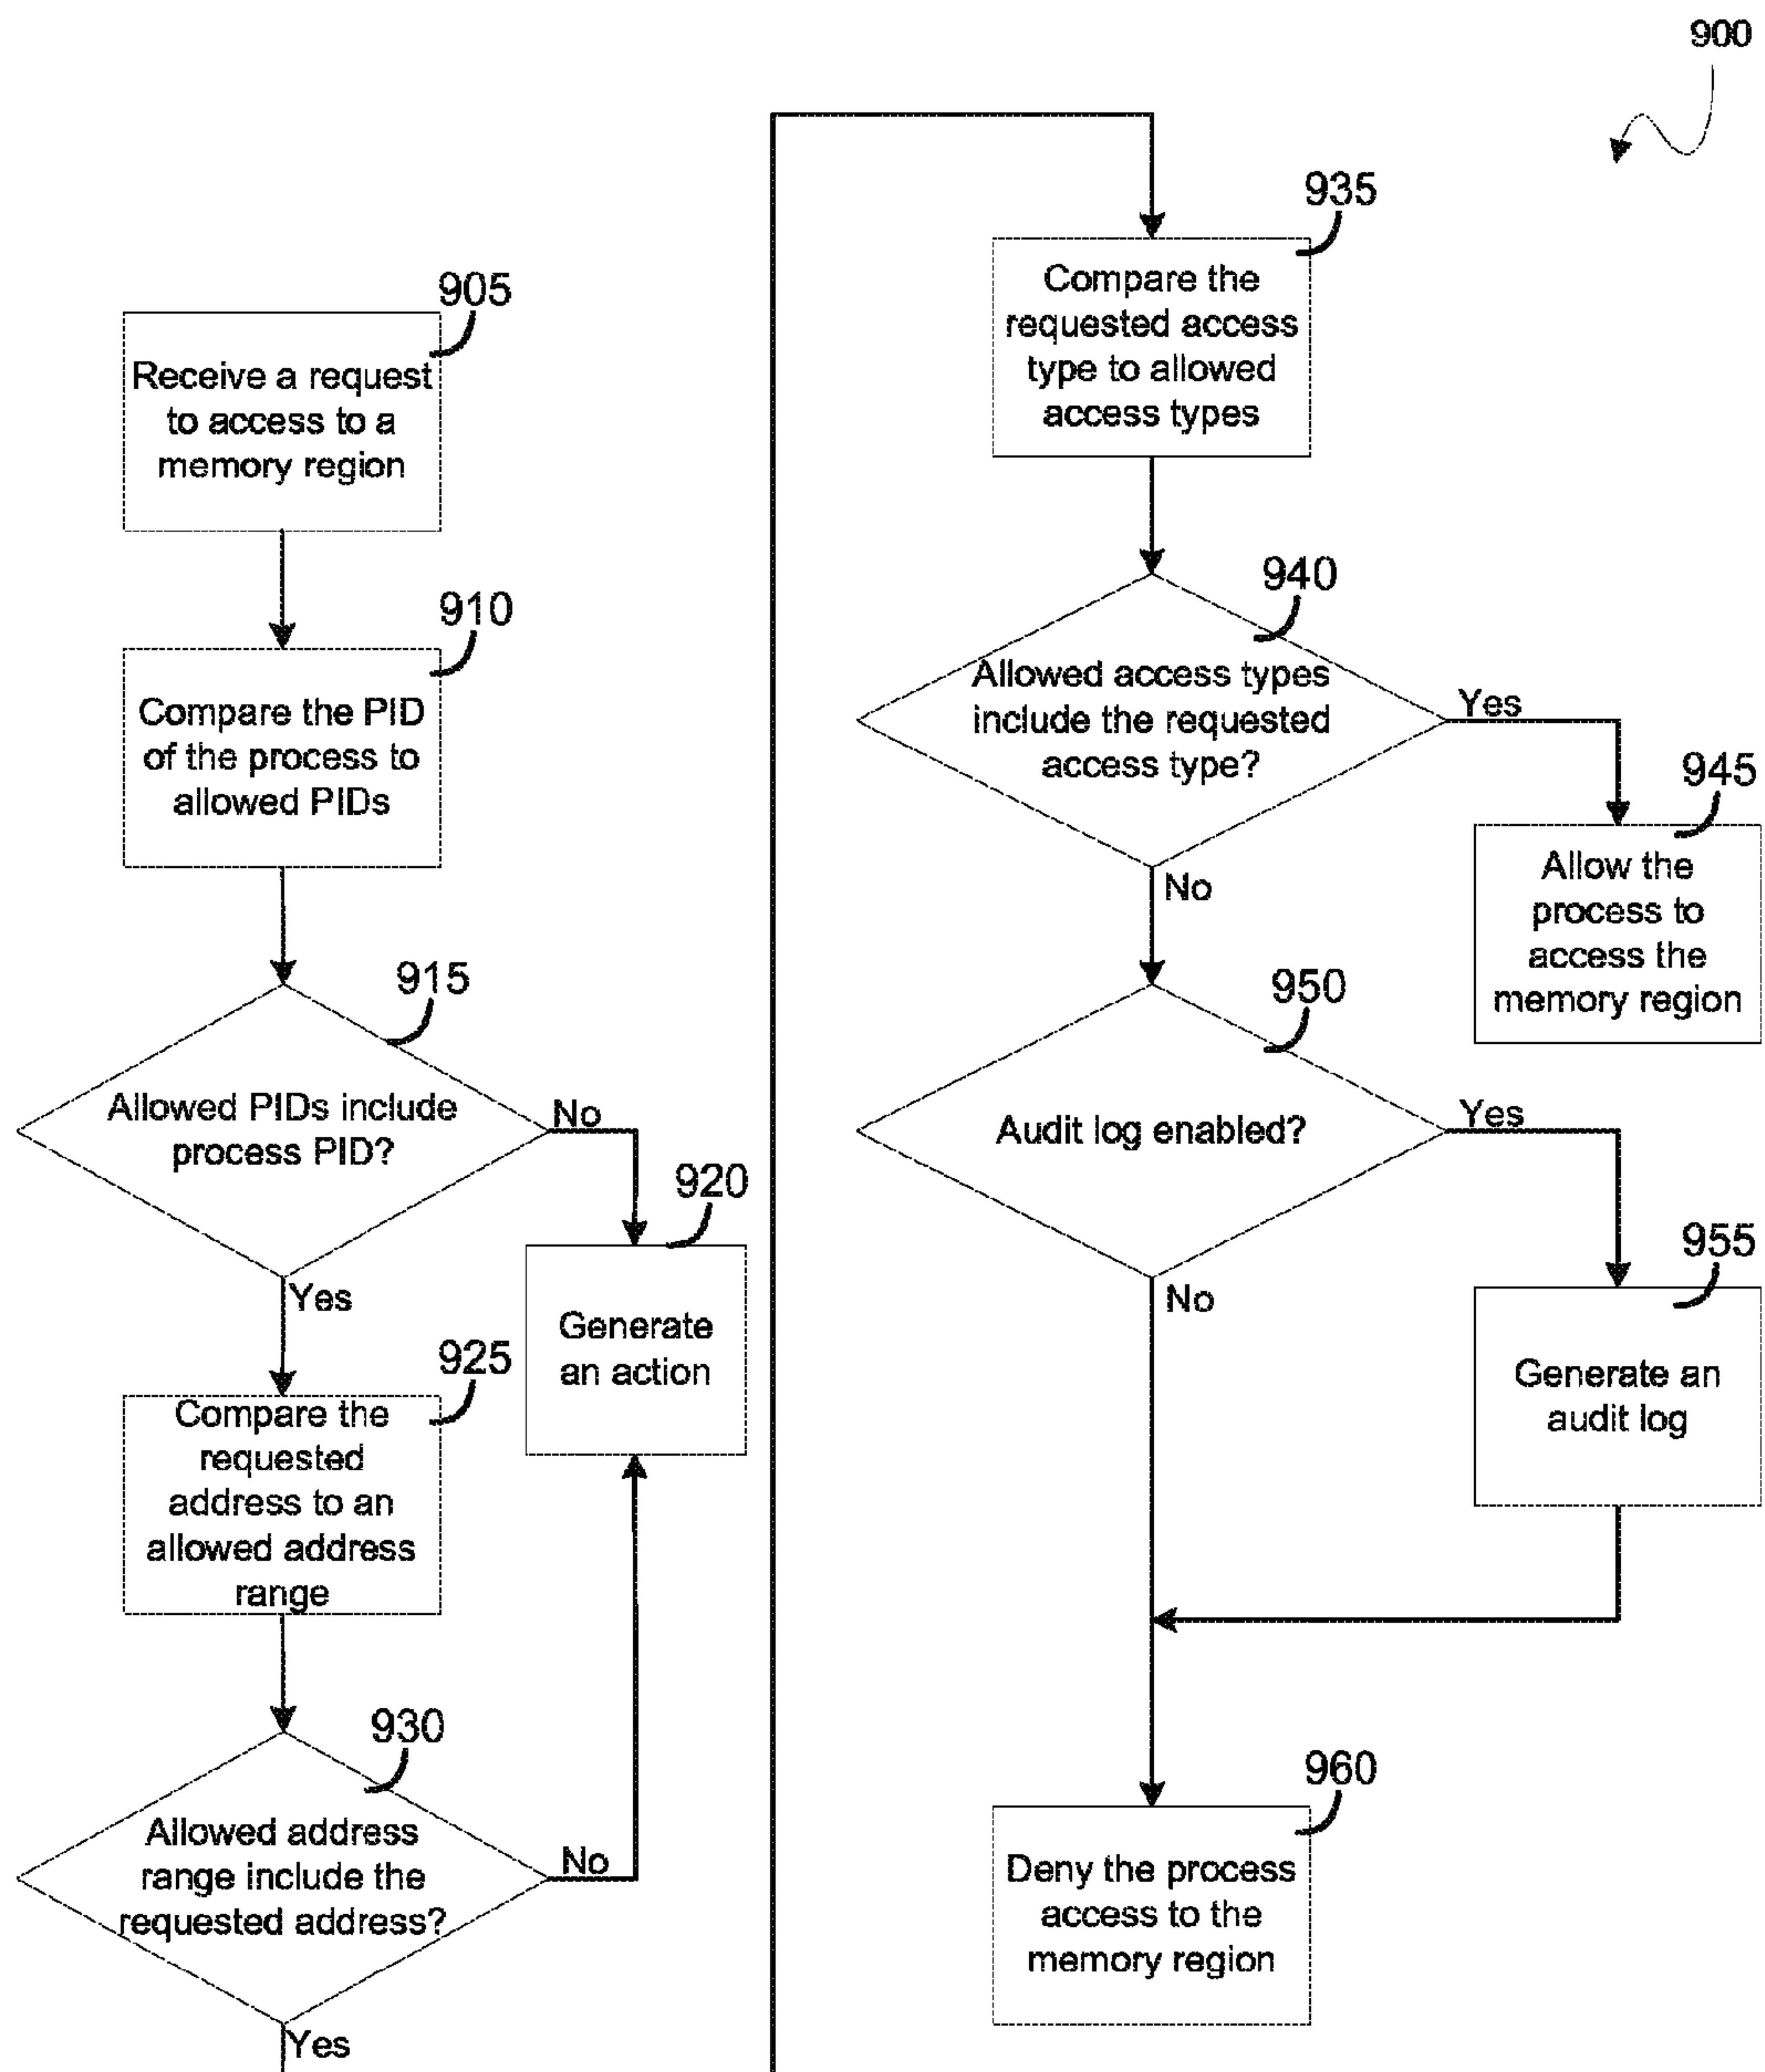 900
905
Receive a request
to access to a
memory region
910
Compare the PID
of the process to
allowed PIDs
915
Allowed PIDs include
process PID?
No
Yes
920
Generate
an action
925
Compare the
requested
address to an
allowed address
range
930
Allowed address
range include the
requested address?
No
Yes
935
Compare the
requested access
type to allowed
access types
940
Allowed access types
include the requested
access type?
Yes
No
945
Allow the
process to
access the
memory region
950
Audit log enabled?
Yes
No
955
Generate an
audit log
960
Deny the process
access to the
memory region